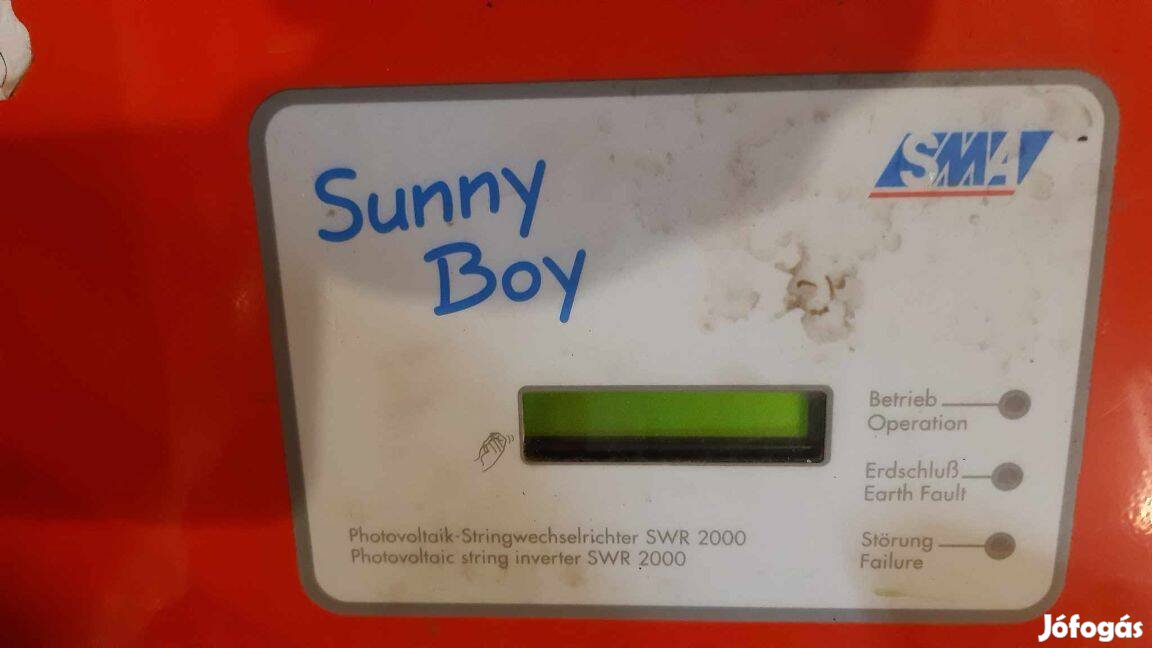 Sunny
Boy
SMA
Betrieb
Operation
Erdschluß
Earth Fault
Störung
Failure
Photovoltaik-Stringwechselrichter SWR 2000
Photovoltaic string inverter SWR 2000
Jófogás